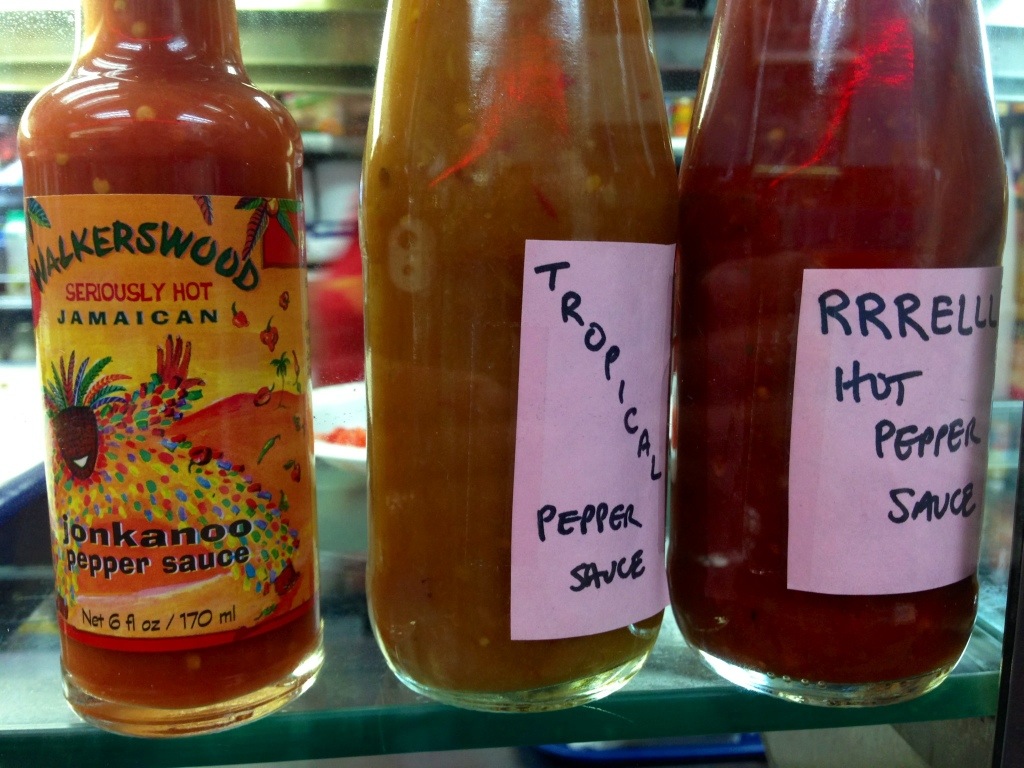 WALKERSWOOD
SERIOUSLY HOT
JAMAICAN
jonkanoo
pepper sauce
Net 6 fl oz / 170 ml
TROPICAL
PEPPER
SAUCE
RRRELLL
HOT
PEPPER
SAUCE